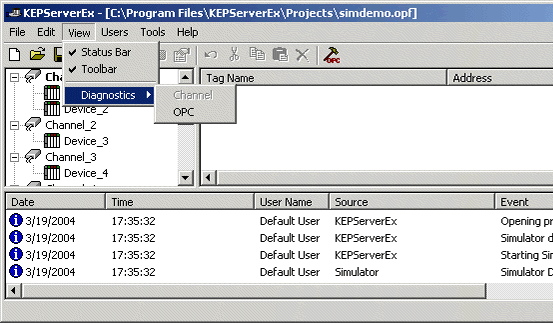 KEPServerEx - [C:\Program Files\KEPServerEx\Projects\simdemo.opf]
File Edit View Users Tools Help
Status Bar
Toolbar
Diagnostics
Channel
OPC
OPC
Tag Name Address
Device_2
Channel_2
Device_3
Channel_3
Device_4
Date Time User Name Source Event
3/19/2004 17:35:32 Default User KEPServerEx Opening pr
3/19/2004 17:35:32 Default User KEPServerEx Simulator d
3/19/2004 17:35:32 Default User KEPServerEx Starting Sim
3/19/2004 17:35:32 Default User Simulator Simulator D